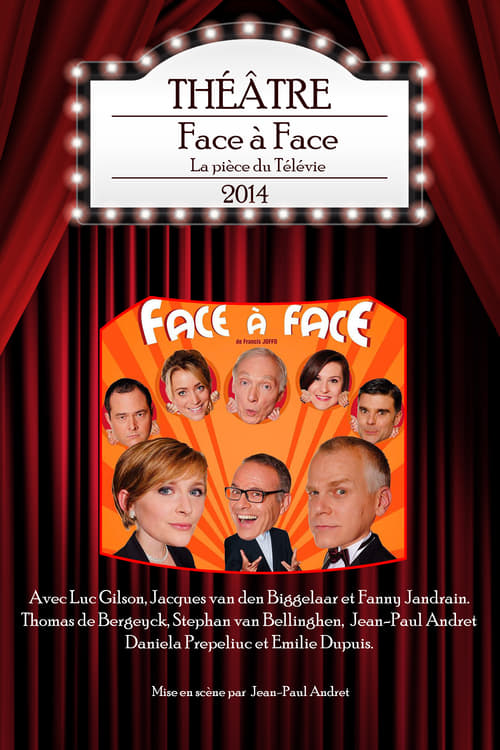 THÉÂTRE
Face à Face
La pièce du Télévie
2014
FACE À FACE
de Francis JOFFO
Avec Luc Gilson, Jacques van den Biggelaar et Fanny Jandrain.
Thomas de Bergeyck, Stephan van Bellinghen, Jean-Paul Andret
Daniela Prepeliuc et Emilie Dupuis.
Mise en scène par Jean-Paul Andret